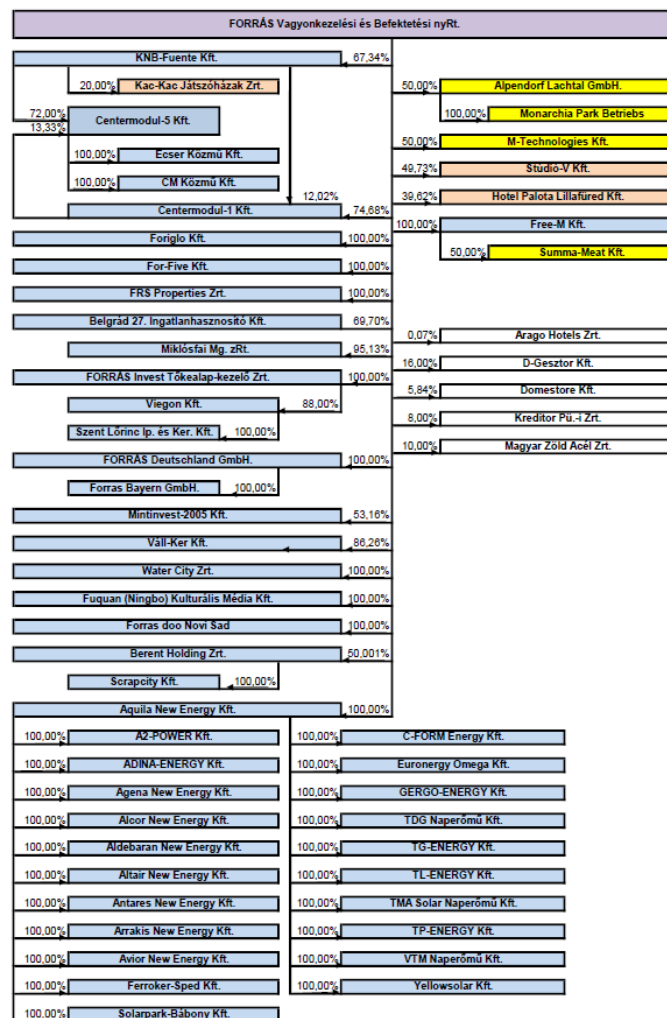 FORRÁS Vagyonkezelési és Befektetési nyRt.
KNB-Fuente Kft.
67,34%
20,00%
Kac-Kac Játszóházak Zrt.
72,00%
13,33%
Centermodul-5 Kft.
100,00%
Ecser Közmű Kft.
100,00%
CM Közmű Kft.
12,02%
Centermodul-1 Kft.
74,68%
Foriglo Kft.
100,00%
For-Five Kft.
100,00%
FRS Properties Zrt.
100,00%
Belgrád 27. Ingatlanhasznosító Kft.
69,70%
Miklósfai Mg. zRt.
95,13%
FORRÁS Invest Tőkealap-kezelő Zrt.
100,00%
Viegon Kft.
88,00%
Szent Lőrinc Ip. és Ker. Kft.
100,00%
FORRÁS Deutschland GmbH.
100,00%
Forras Bayern GmbH.
100,00%
Mintinvest-2005 Kft.
53,16%
Váll-Ker Kft.
86,26%
Water City Zrt.
100,00%
Fuquan (Ningbo) Kulturális Média Kft.
100,00%
Forras doo Novi Sad
100,00%
Berent Holding Zrt.
50,001%
Scrapcity Kft.
100,00%
Aquila New Energy Kft.
100,00%
50,00%
Alpendorf Lachtal GmbH.
100,00%
Monarchia Park Betriebs
50,00%
M-Technologies Kft.
49,73%
Stúdió-V Kft.
39,62%
Hotel Palota Lillafüred Kft.
100,00%
Free-M Kft.
50,00%
Summa-Meat Kft.
0,07%
Arago Hotels Zrt.
16,00%
D-Gesztor Kft.
5,84%
Domestore Kft.
8,00%
Kreditor Pü.-i Zrt.
10,00%
Magyar Zöld Acél Zrt.
100,00%
A2-POWER Kft.
100,00%
ADINA-ENERGY Kft.
100,00%
Agena New Energy Kft.
100,00%
Alcor New Energy Kft.
100,00%
Aldebaran New Energy Kft.
100,00%
Altair New Energy Kft.
100,00%
Antares New Energy Kft.
100,00%
Arrakis New Energy Kft.
100,00%
Avior New Energy Kft.
100,00%
Ferroker-Sped Kft.
100,00%
Solarpark-Bábony Kft.
100,00%
C-FORM Energy Kft.
100,00%
Euronergy Omega Kft.
100,00%
GERGO-ENERGY Kft.
100,00%
TDG Naperőmű Kft.
100,00%
TG-ENERGY Kft.
100,00%
TL-ENERGY Kft.
100,00%
TMA Solar Naperőmű Kft.
100,00%
TP-ENERGY Kft.
100,00%
VTM Naperőmű Kft.
100,00%
Yellowsolar Kft.